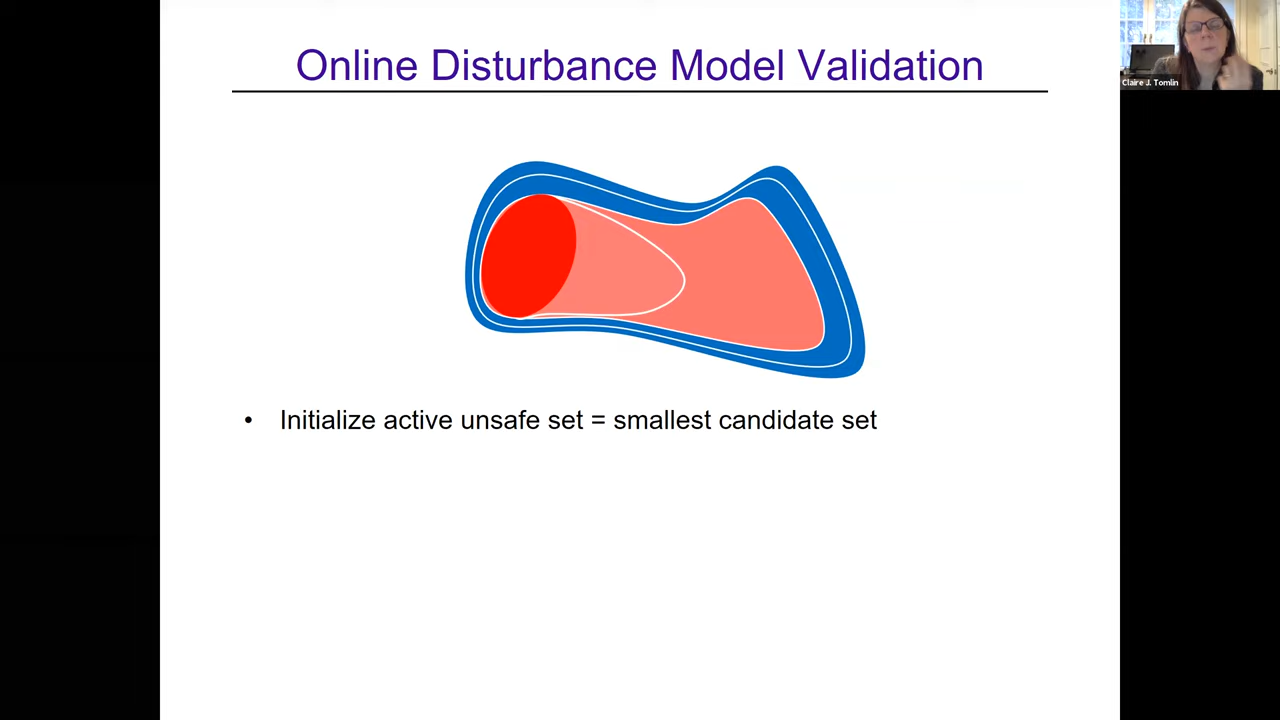 Online Disturbance Model Validation
Claire J. Tomlin
• Initialize active unsafe set = smallest candidate set